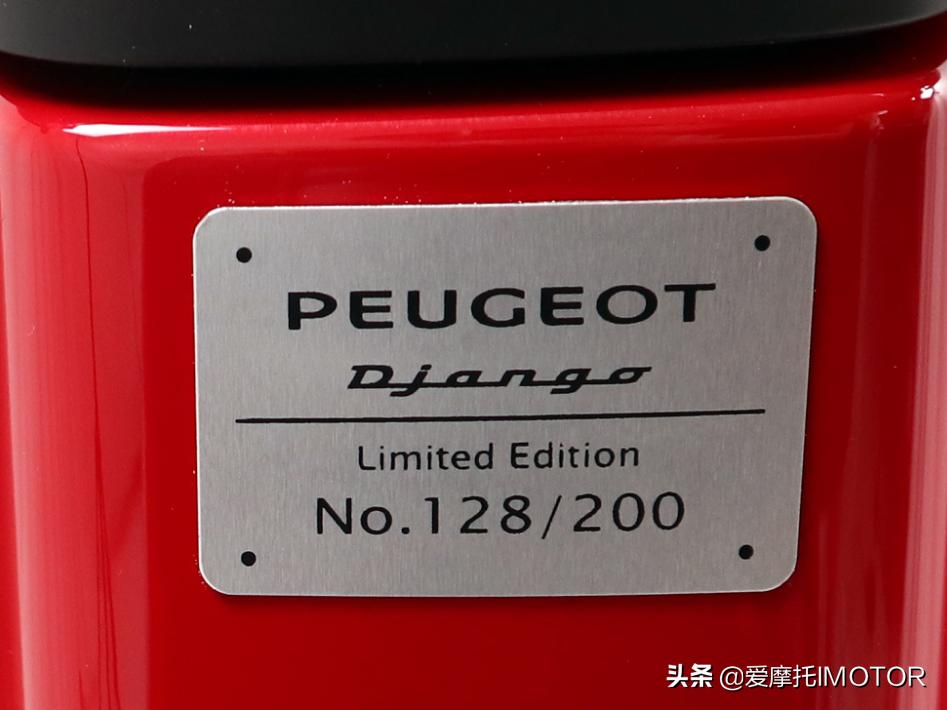 PEUGEOT
Django
Limited Edition
No.128/200
头条 @爱摩托IMOTOR